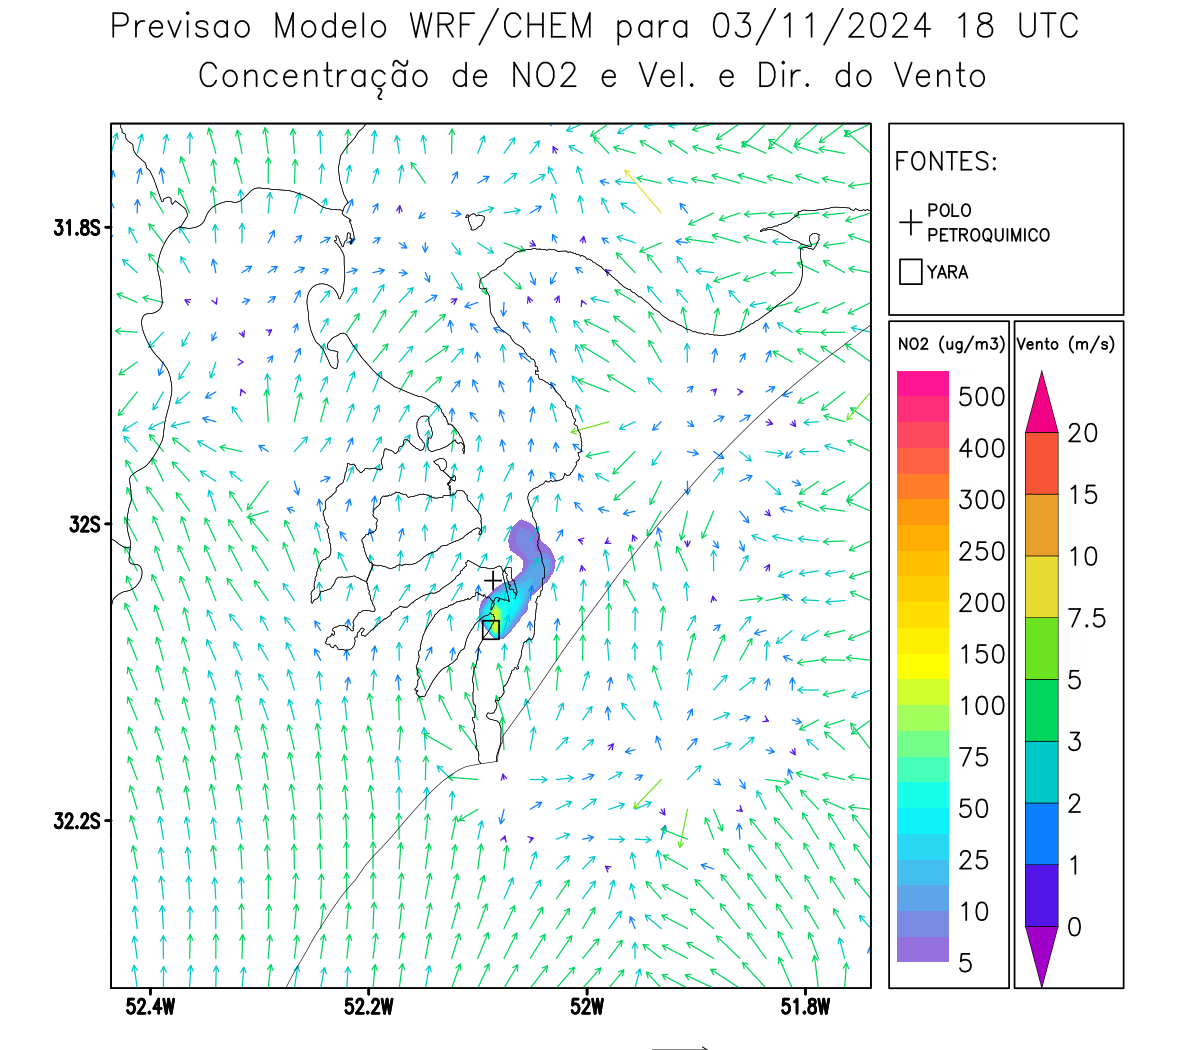 Previsao Modelo WRF/CHEM para 03/11/2024 18 UTC
Concentração de NO2 e Vel. e Dir. do Vento
FONTES:
POLO
PETROQUIMICO
YARA
NO2 (ug/m3)
500
400
300
250
200
150
100
75
50
25
10
5
Vento (m/s)
20
15
10
7.5
5
3
2
1
0
31.8S
32S
32.2S
52.4W
52.2W
52W
51.8W